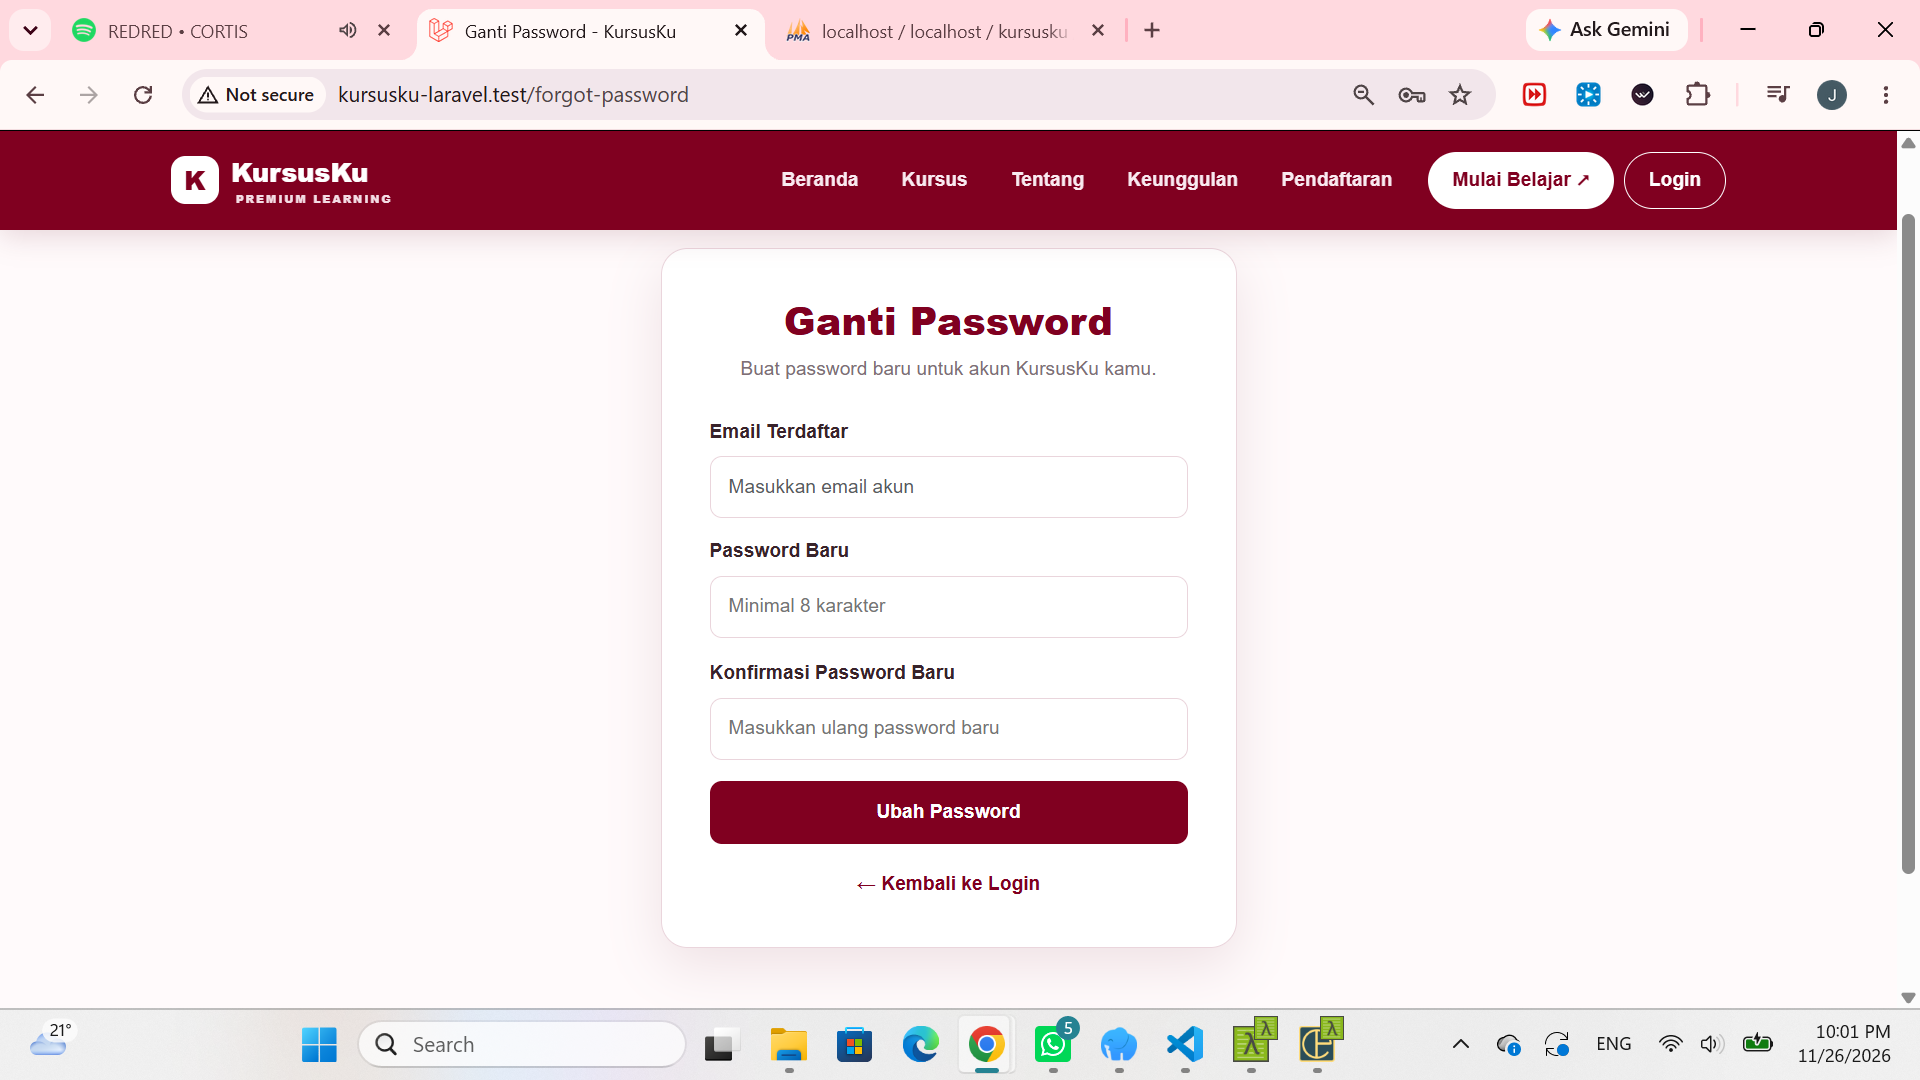 REDRED • CORTIS
Ganti Password - KursusKu
PMA
localhost / localhost / kursusku
Ask Gemini
Not secure
kursusku-laravel.test/forgot-password
J
K
KursusKu
PREMIUM LEARNING
Beranda
Kursus
Tentang
Keunggulan
Pendaftaran
Mulai Belajar ↗
Login
Ganti Password
Buat password baru untuk akun KursusKu kamu.
Email Terdaftar
Masukkan email akun
Password Baru
Minimal 8 karakter
Konfirmasi Password Baru
Masukkan ulang password baru
Ubah Password
← Kembali ke Login
21°
Search
5
λ
λ
λ
ENG
10:01 PM
11/26/2026